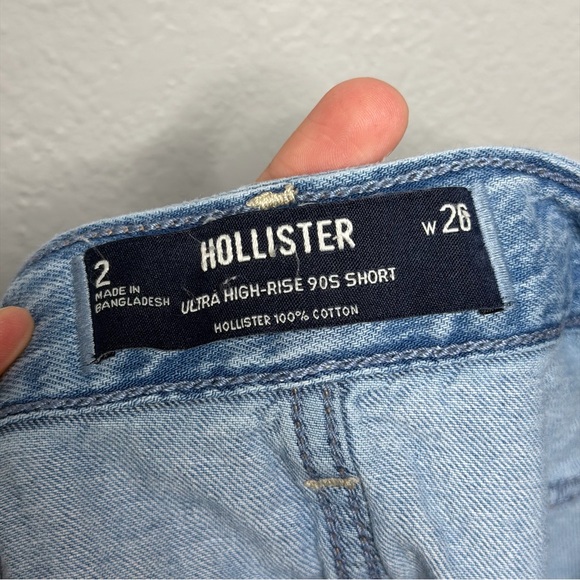 HOLLISTER
2
W 26
MADE IN
BANGLADESH
ULTRA HIGH-RISE 90S SHORT
HOLLISTER 100% COTTON